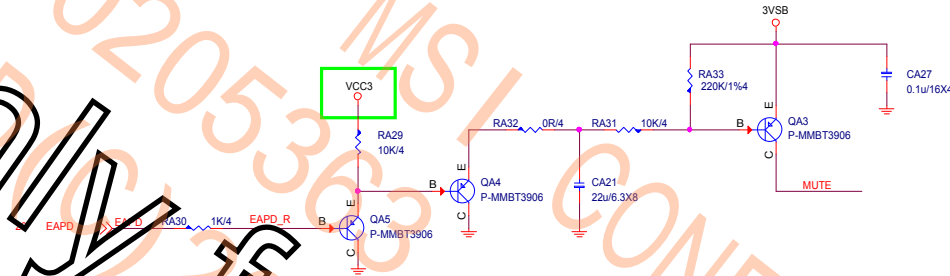 3VSB
RA33
220K/1%4
CA27
0.1u/16X4
VCC3
RA29
10K/4
RA32
0R/4
RA31
10K/4
B
E
C
QA3
P-MMBT3906
MUTE
B
E
C
QA4
P-MMBT3906
CA21
22u/6.3X8
EAPD
EAPD
RA30
1K/4
EAPD_R
B
E
C
QA5
P-MMBT3906
MSI CONF
0205363
only f